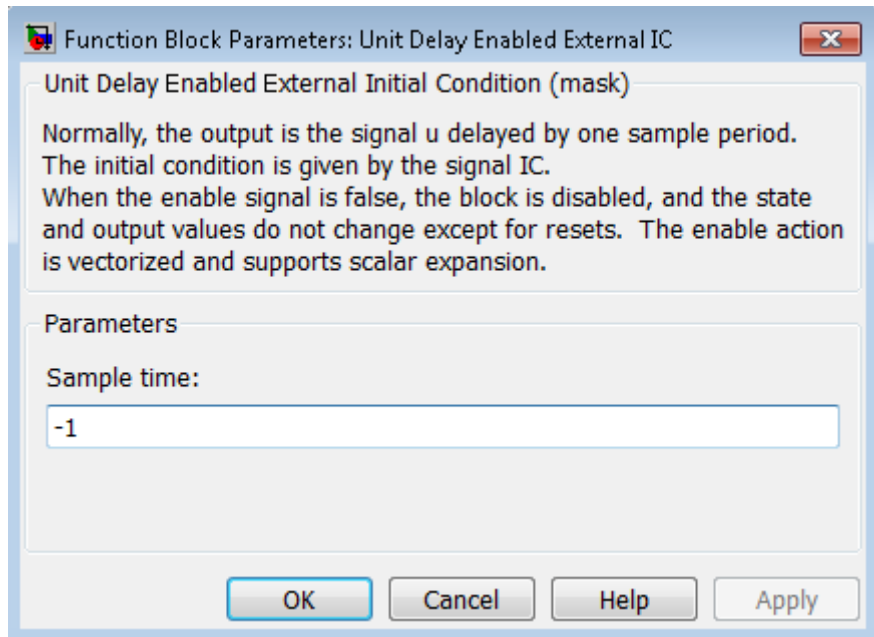 Function Block Parameters: Unit Delay Enabled External IC
Unit Delay Enabled External Initial Condition (mask)
Normally, the output is the signal u delayed by one sample period.
The initial condition is given by the signal IC.
When the enable signal is false, the block is disabled, and the state
and output values do not change except for resets.  The enable action
is vectorized and supports scalar expansion.
Parameters
Sample time:
-1
OK Cancel Help Apply